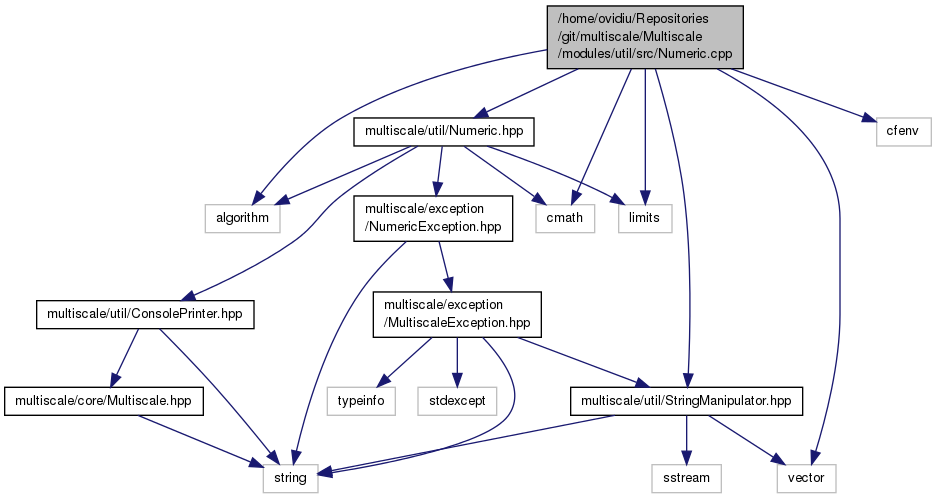 /home/ovidiu/Repositories
/git/multiscale/Multiscale
/modules/util/src/Numeric.cpp
multiscale/util/Numeric.hpp
cfenv
algorithm
multiscale/exception
/NumericException.hpp
cmath
limits
multiscale/util/ConsolePrinter.hpp
multiscale/exception
/MultiscaleException.hpp
multiscale/core/Multiscale.hpp
typeinfo
stdexcept
multiscale/util/StringManipulator.hpp
string
sstream
vector